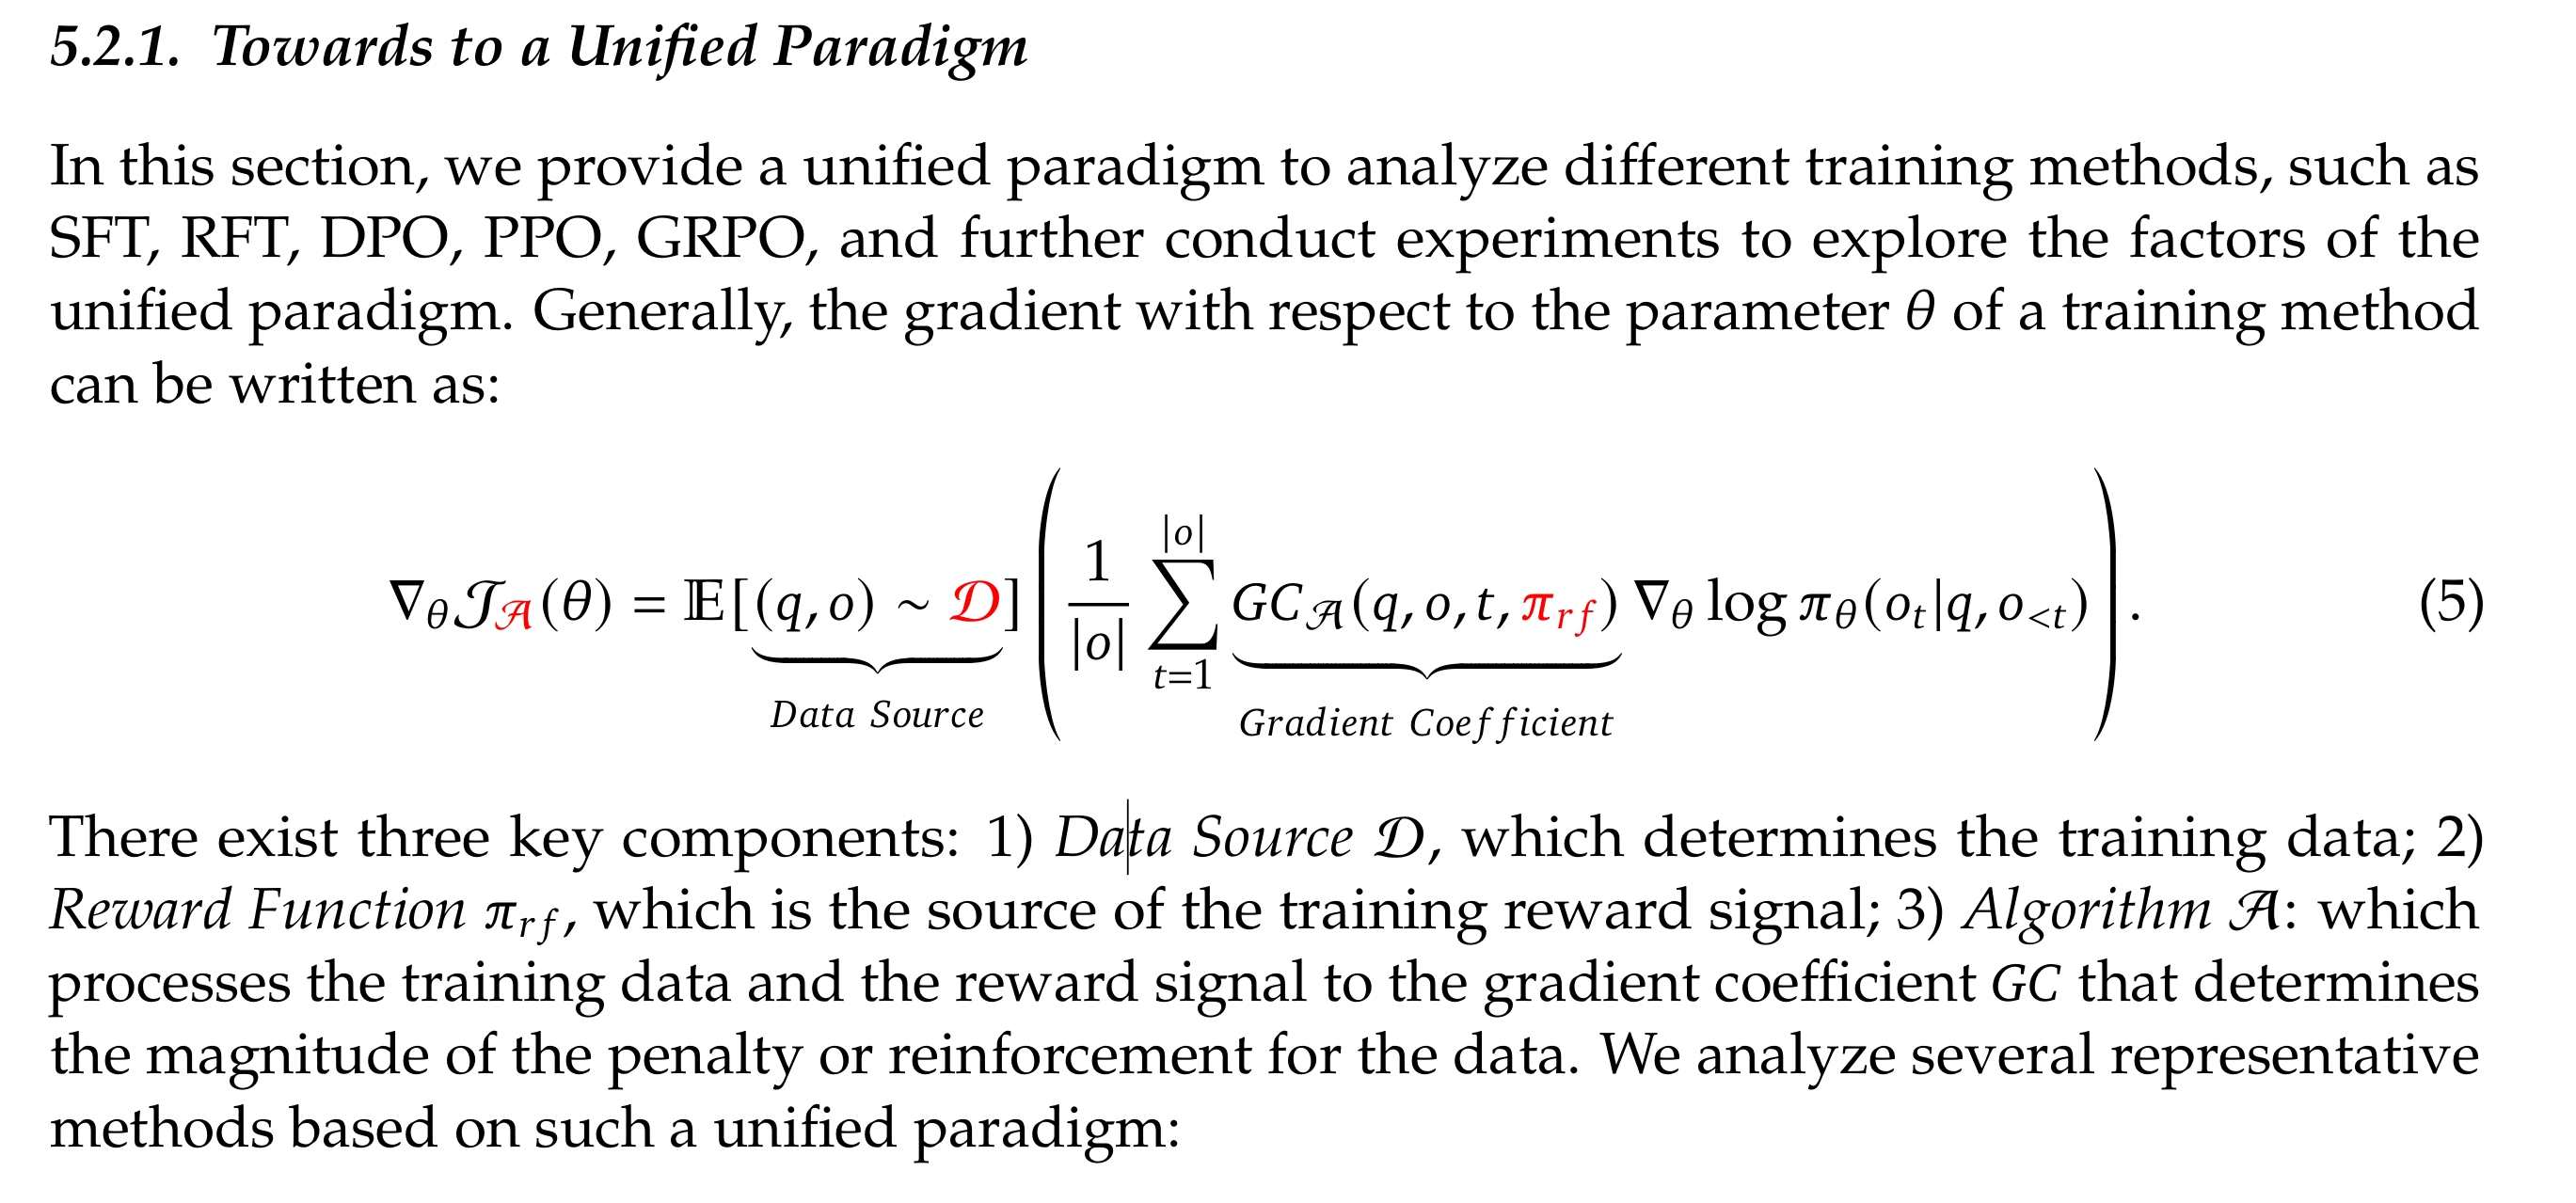 5.2.1. Towards to a Unified Paradigm
In this section, we provide a unified paradigm to analyze different training methods, such as
SFT, RFT, DPO, PPO, GRPO, and further conduct experiments to explore the factors of the
unified paradigm. Generally, the gradient with respect to the parameter θ of a training method
can be written as:
∇_θ 𝒥_𝒜(θ) = 𝔼[(q, o) ~ 𝒟] ( 1/|o| ∑_{t=1}^{|o|} GC_𝒜(q, o, t, π_{rf}) ∇_θ log π_θ(o_t|q, o_{<t}) ). (5)
Data Source
Gradient Coefficient
There exist three key components: 1) Data Source 𝒟, which determines the training data; 2)
Reward Function π_{rf}, which is the source of the training reward signal; 3) Algorithm 𝒜: which
processes the training data and the reward signal to the gradient coefficient GC that determines
the magnitude of the penalty or reinforcement for the data. We analyze several representative
methods based on such a unified paradigm: